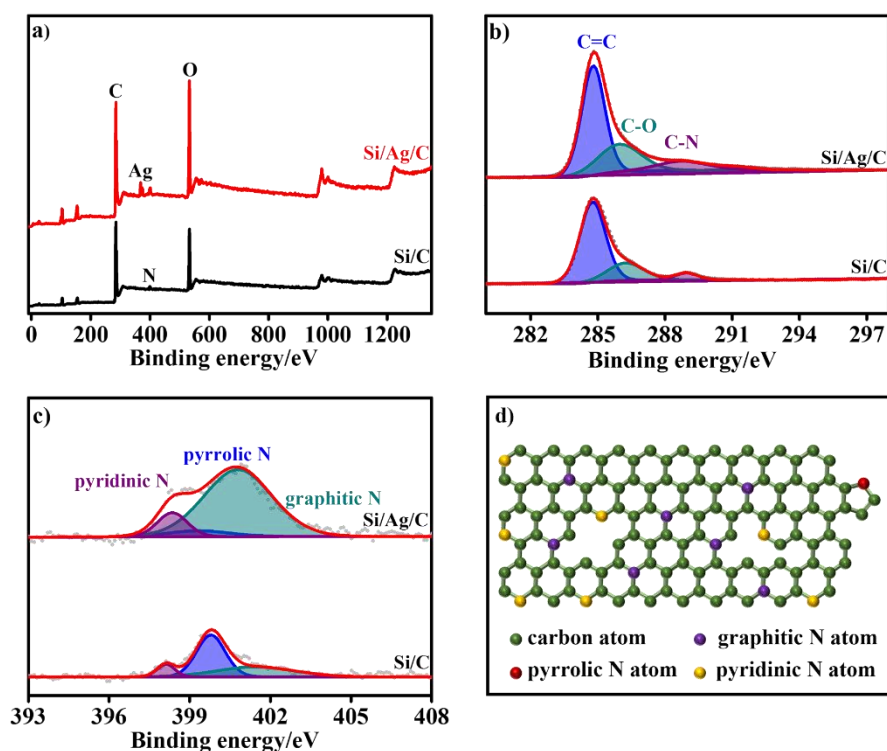 a)
C
O
Ag
Si/Ag/C
N
Si/C
0 200 400 600 800 1000 1200
Binding energy/eV
b)
C=C
C-O
C-N
Si/Ag/C
Si/C
282 285 288 291 294 297
Binding energy/eV
c)
pyrrolic N
pyridinic N
graphitic N
Si/Ag/C
Si/C
393 396 399 402 405 408
Binding energy/eV
d)
carbon atom graphitic N atom
pyrrolic N atom pyridinic N atom